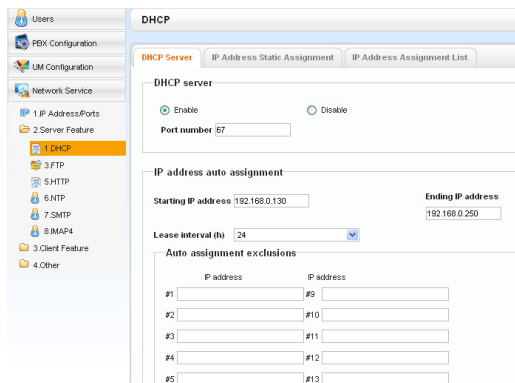 Users
PBX Configuration
UM Configuration
Network Service
IP 1.IP Address/Ports
2.Server Feature
1.DHCP
3.FTP
5.HTTP
6.NTP
7.SMTP
8.IMAP4
3.Client Feature
4.Other
DHCP
DHCP Server
IP Address Static Assignment
IP Address Assignment List
DHCP server
Enable
Disable
Port number 67
IP address auto assignment
Starting IP address 192.168.0.130
Ending IP address
192.168.0.250
Lease interval (h) 24
Auto assignment exclusions
IP address IP address
#1 #9
#2 #10
#3 #11
#4 #12
#5 #13